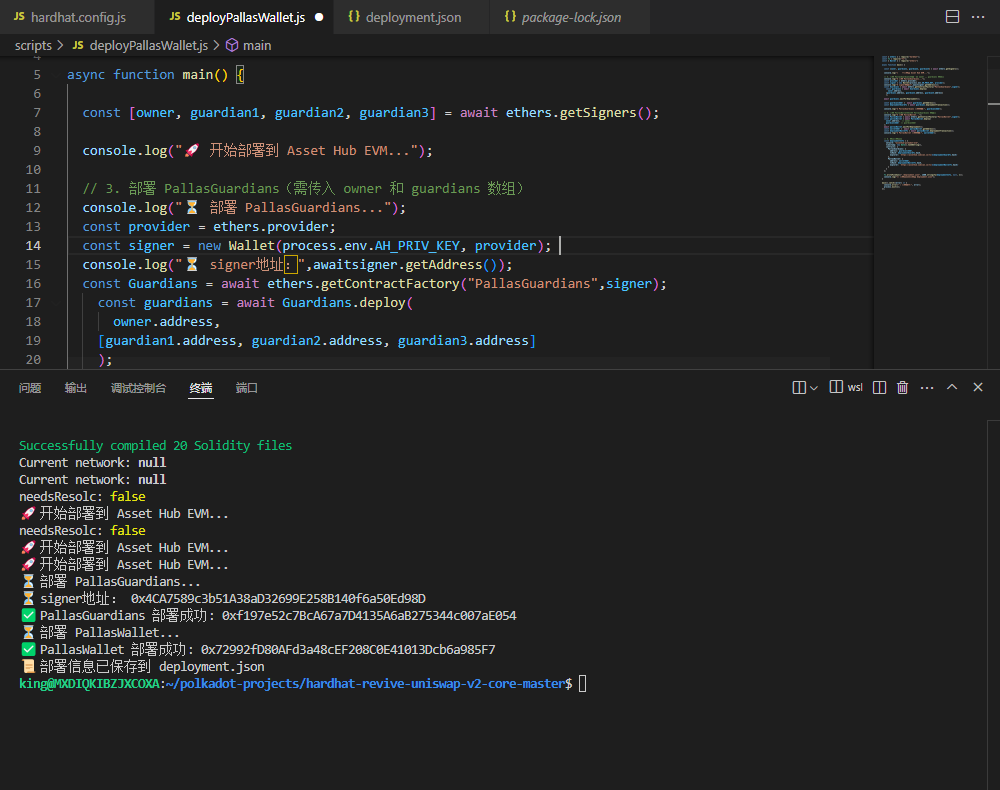 JS hardhat.config.js JS deployPallasWallet.js ● {} deployment.json {} package-lock.json ···
scripts > JS deployPallasWallet.js > main
4
5 async function main() {
6
7 const [owner, guardian1, guardian2, guardian3] = await ethers.getSigners();
8
9 console.log("🚀 开始部署到 Asset Hub EVM...");
10
11 // 3. 部署 PallasGuardians（需传入 owner 和 guardians 数组）
12 console.log("⏳ 部署 PallasGuardians...");
13 const provider = ethers.provider;
14 const signer = new Wallet(process.env.AH_PRIV_KEY, provider);
15 console.log("⏳ signer地址：",awaitsigner.getAddress());
16 const Guardians = await ethers.getContractFactory("PallasGuardians",signer);
17 const guardians = await Guardians.deploy(
18 owner.address,
19 [guardian1.address, guardian2.address, guardian3.address]
20 );
问题 输出 调试控制台 终端 端口 wsl ···
Successfully compiled 20 Solidity files
Current network: null
Current network: null
needsResolc: false
🚀 开始部署到 Asset Hub EVM...
needsResolc: false
🚀 开始部署到 Asset Hub EVM...
🚀 开始部署到 Asset Hub EVM...
⏳ 部署 PallasGuardians...
⏳ signer地址： 0x4CA7589c3b51A38aD32699E258B140f6a50Ed98D
✅ PallasGuardians 部署成功: 0xf197e52c7BcA67a7D4135A6aB275344c007aE054
⏳ 部署 PallasWallet...
✅ PallasWallet 部署成功: 0x72992fD80AFd3a48cEF208C0E41013Dcb6a985F7
📜 部署信息已保存到 deployment.json
king@MXDIQKIBZJXCOXA:~/polkadot-projects/hardhat-revive-uniswap-v2-core-master$